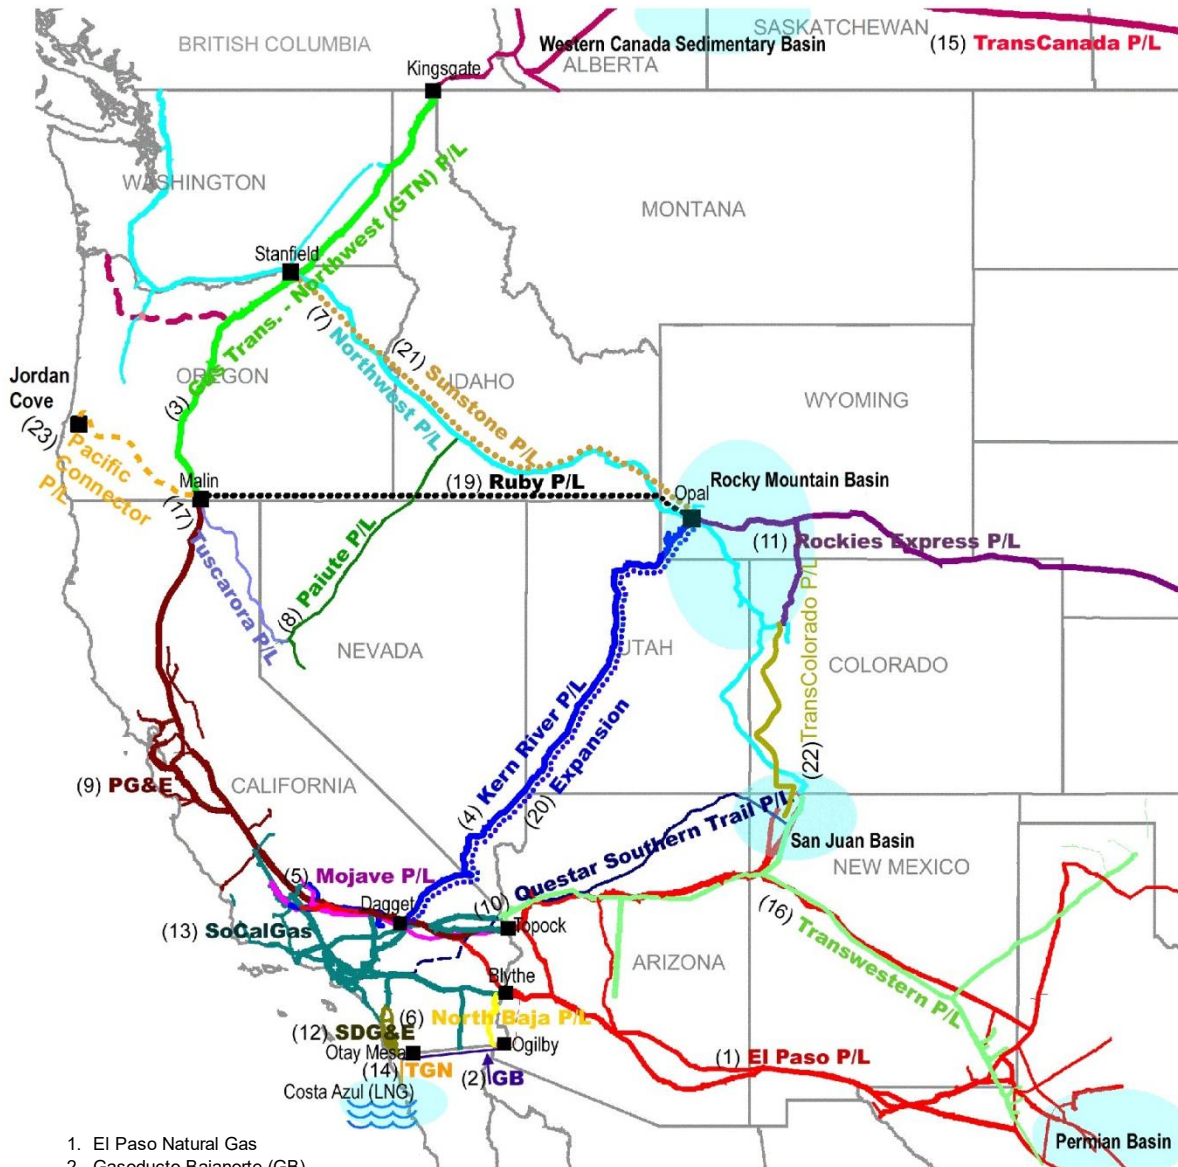 BRITISH COLUMBIA
SASKATCHEWAN
Western Canada Sedimentary Basin
(15) TransCanada P/L
ALBERTA
Kingsgate
WASHINGTON
MONTANA
Stanfield
(3) Gas Trans. - Northwest (GTN) P/L
(7) Northwest P/L
(21) Sunstone P/L
OREGON
IDAHO
WYOMING
Jordan
Cove
(23)
Pacific
Connector
P/L
Malin
(19) Ruby P/L
Opal
Rocky Mountain Basin
(17)
Tuscarora P/L
(8) Paiute P/L
(11) Rockies Express P/L
NEVADA
UTAH
COLORADO
(22) TransColorado P/L
(4) Kern River P/L
(20) Expansion
CALIFORNIA
(9) PG&E
San Juan Basin
NEW MEXICO
(5) Mojave P/L
(10) Questar Southern Trail P/L
Dagget
(13) SoCalGas
Topock
ARIZONA
(16) Transwestern P/L
Blythe
(6) North Baja P/L
(12) SDG&E
Otay Mesa
Ogilby
(14) TGN
(2) GB
(1) El Paso P/L
Costa Azul (LNG)
Permian Basin
1. El Paso Natural Gas
2. Gasoducto Bajanorte (GB)